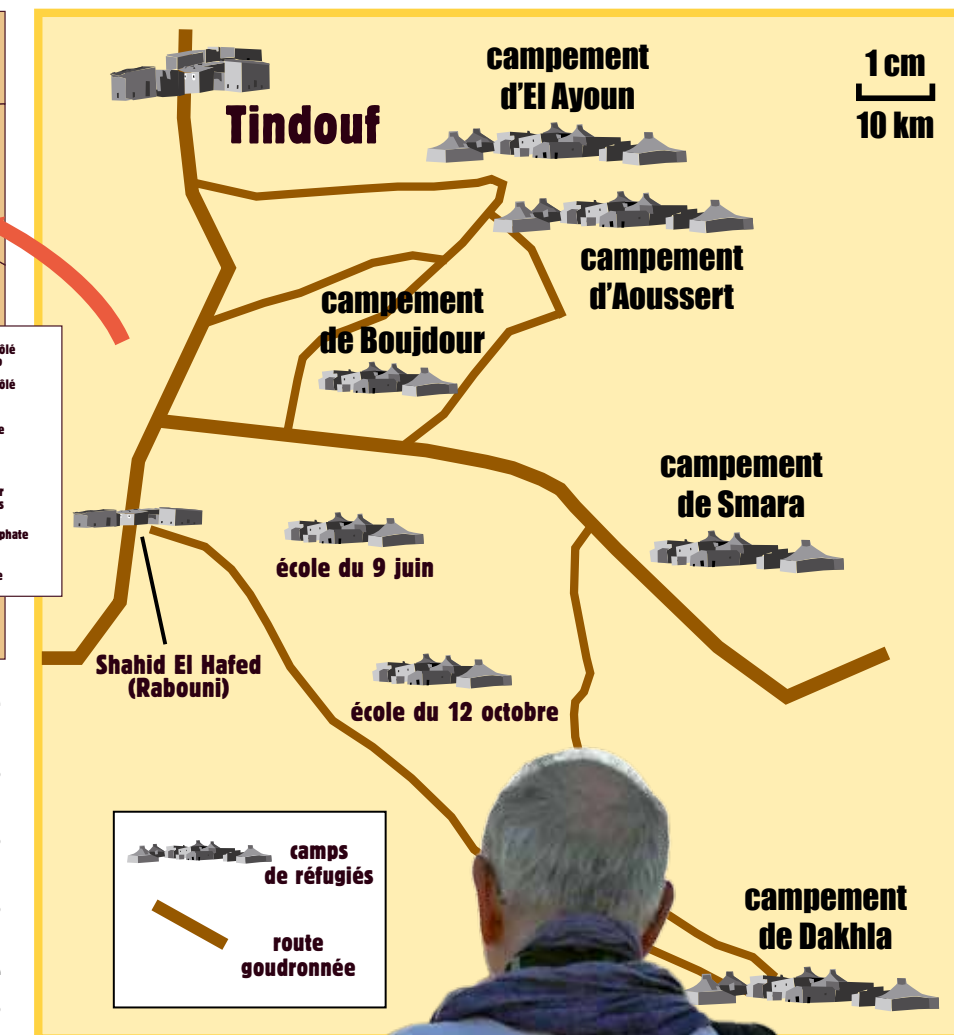 campement
d'El Ayoun
1 cm
10 km
Tindouf
campement
d'Aoussert
campement
de Boujdour
campement
de Smara
école du 9 juin
Shahid El Hafed
(Rabouni)
école du 12 octobre
camps
de réfugiés
route
goudronnée
campement
de Dakhla